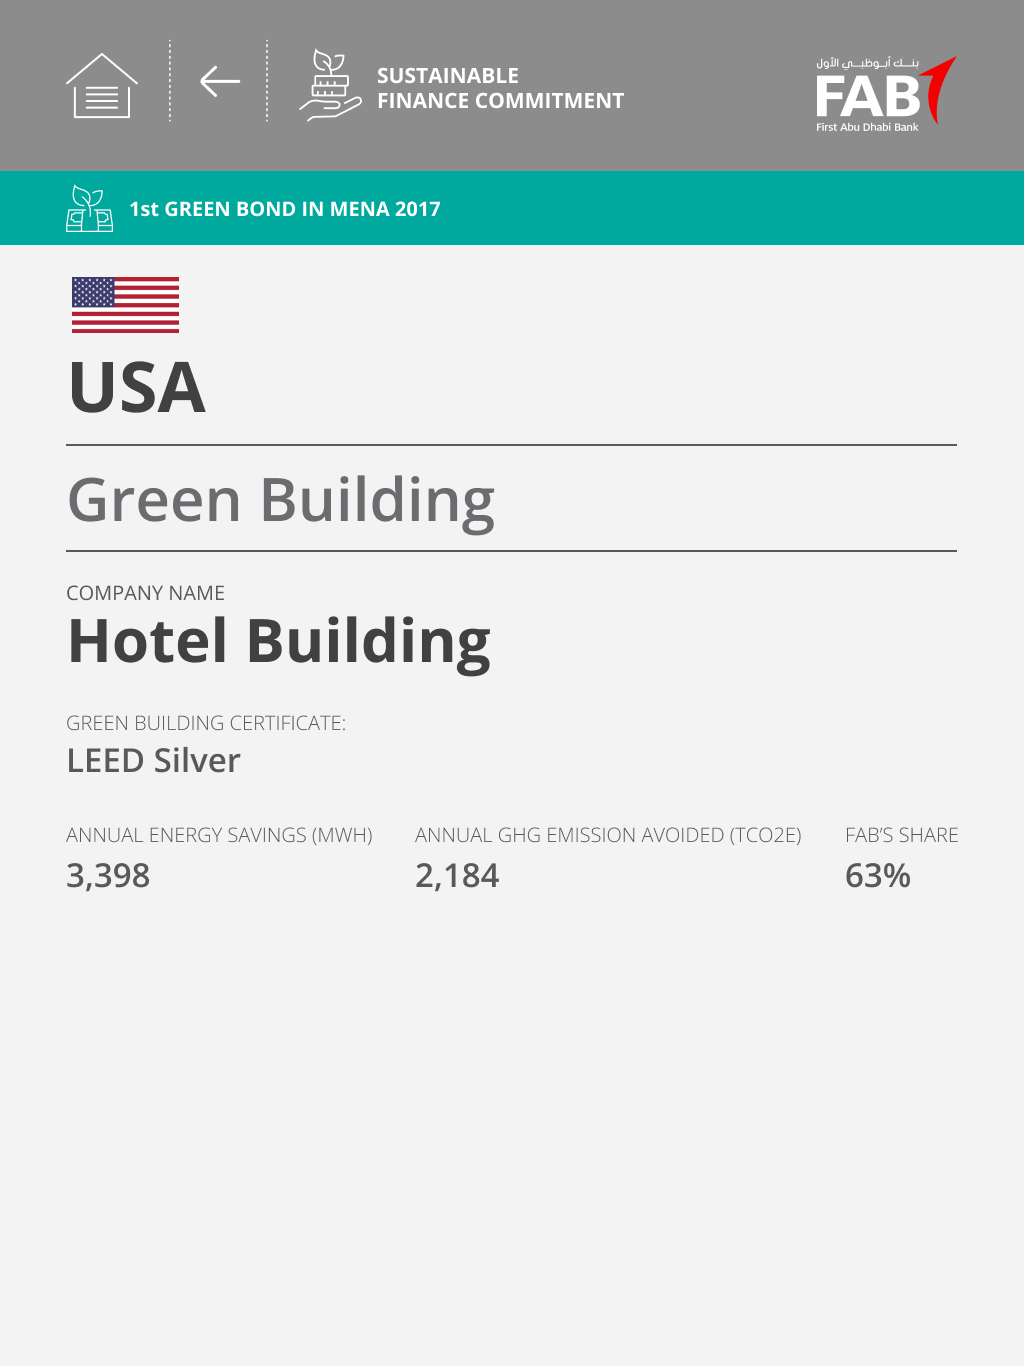 SUSTAINABLE
FINANCE COMMITMENT
بنـــك أبـوظبـــي الأول
FAB
First Abu Dhabi Bank
1st GREEN BOND IN MENA 2017
USA
Green Building
COMPANY NAME
Hotel Building
GREEN BUILDING CERTIFICATE:
LEED Silver
ANNUAL ENERGY SAVINGS (MWH) ANNUAL GHG EMISSION AVOIDED (TCO2E) FAB’S SHARE
3,398 2,184 63%